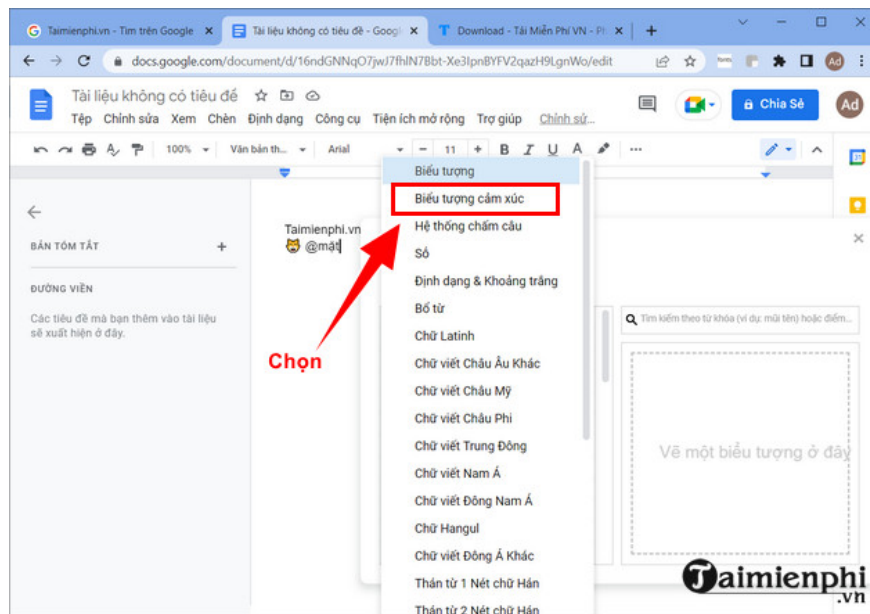 Taimienphi.vn - Tìm trên Google
Tài liệu không có tiêu đề - Googl
Download - Tải Miễn Phí VN - Ph
docs.google.com/document/d/16ndGNNqO7jwJ7fhIN7Bbt-Xe3IpnBYFV2qazH9LgnWo/edit
Ad
Tài liệu không có tiêu đề
Chia Sẻ
Ad
Tệp Chỉnh sửa Xem Chèn Định dạng Công cụ Tiện ích mở rộng Trợ giúp Chỉnh sử...
100% Văn bản th... Arial 11 B I U A
BẢN TÓM TẮT
ĐƯỜNG VIỀN
Các tiêu đề mà bạn thêm vào tài liệu
sẽ xuất hiện ở đây.
Taimienphi.vn
@mặt
Chọn
Biểu tượng
Biểu tượng cảm xúc
Hệ thống chấm câu
Số
Định dạng & Khoảng trắng
Bổ từ
Chữ Latinh
Chữ viết Châu Âu Khác
Chữ viết Châu Mỹ
Chữ viết Châu Phi
Chữ viết Trung Đông
Chữ viết Nam Á
Chữ viết Đông Nam Á
Chữ Hangul
Chữ viết Đông Á Khác
Thán từ 1 Nét chữ Hán
Thán từ 2 Nét chữ Hán
Tìm kiếm theo từ khóa (ví dụ: mũi tên) hoặc điểm...
Vẽ một biểu tượng ở đây
Taimienphi
.vn